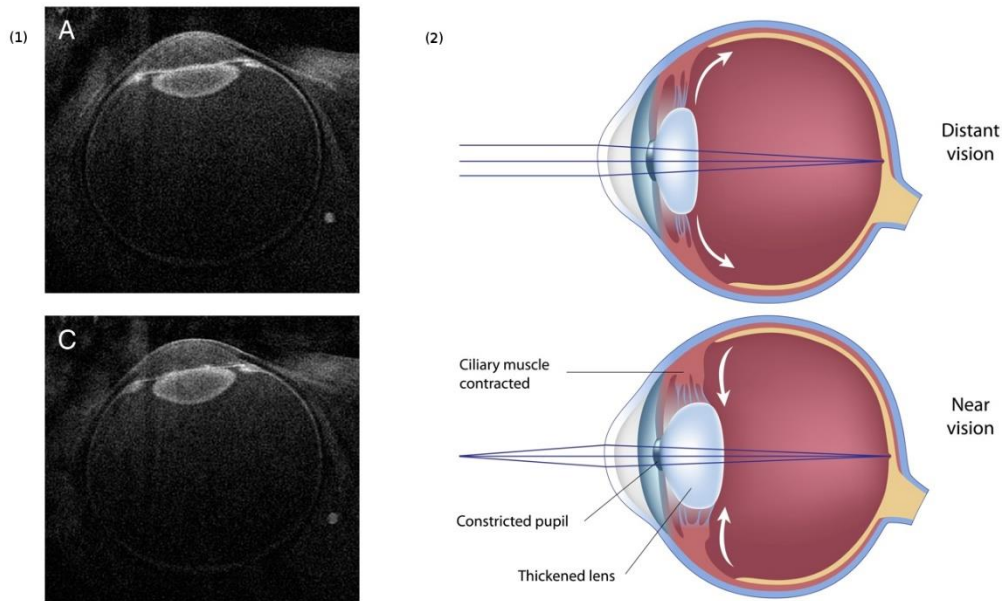 (1)
A
C
(2)
Distant
vision
Ciliary muscle
contracted
Near
vision
Constricted pupil
Thickened lens